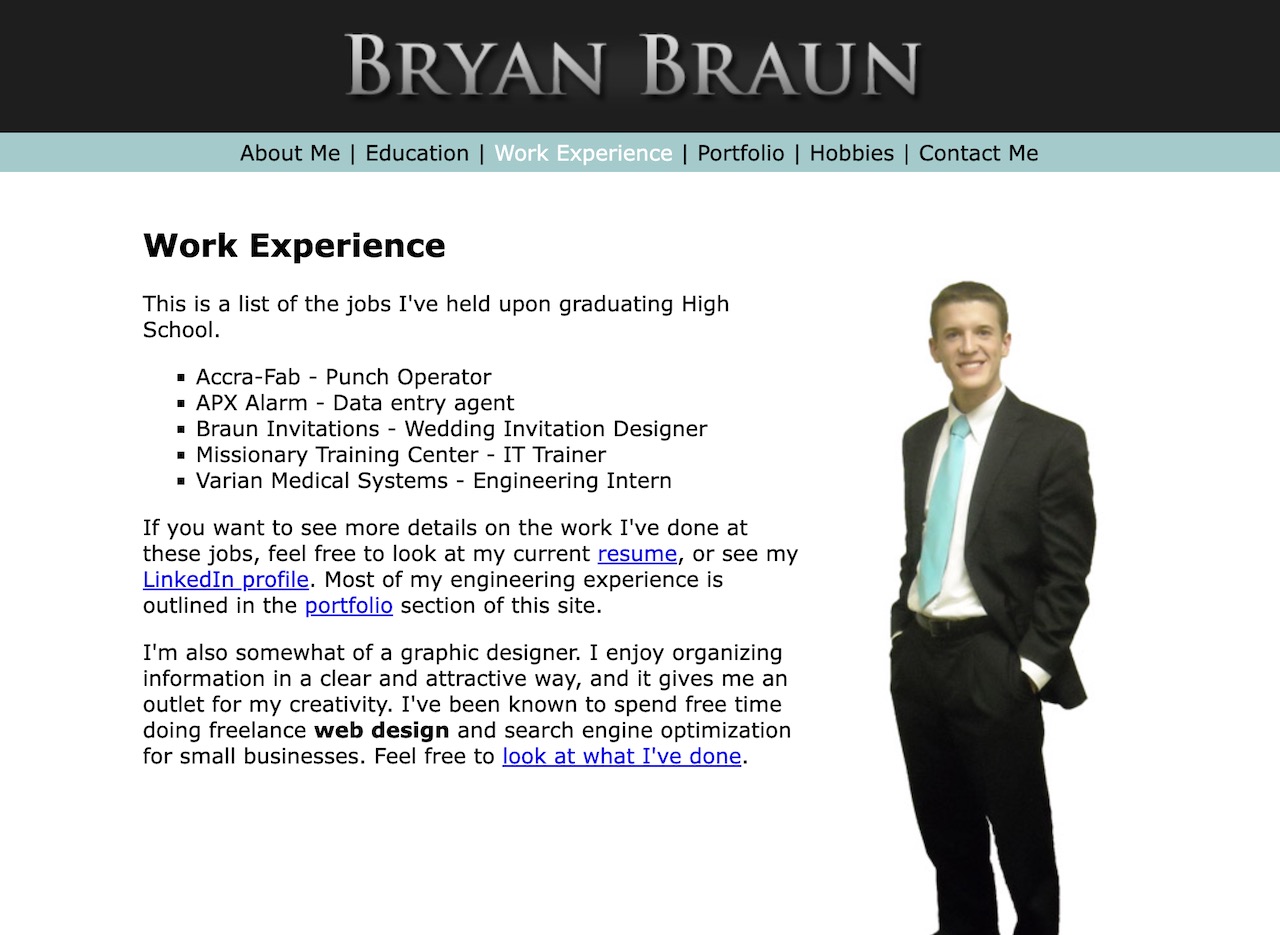 BRYAN BRAUN
About Me | Education | Work Experience | Portfolio | Hobbies | Contact Me
Work Experience
This is a list of the jobs I've held upon graduating High
School.
▪ Accra-Fab - Punch Operator
▪ APX Alarm - Data entry agent
▪ Braun Invitations - Wedding Invitation Designer
▪ Missionary Training Center - IT Trainer
▪ Varian Medical Systems - Engineering Intern
If you want to see more details on the work I've done at
these jobs, feel free to look at my current resume, or see my
LinkedIn profile. Most of my engineering experience is
outlined in the portfolio section of this site.
I'm also somewhat of a graphic designer. I enjoy organizing
information in a clear and attractive way, and it gives me an
outlet for my creativity. I've been known to spend free time
doing freelance web design and search engine optimization
for small businesses. Feel free to look at what I've done.